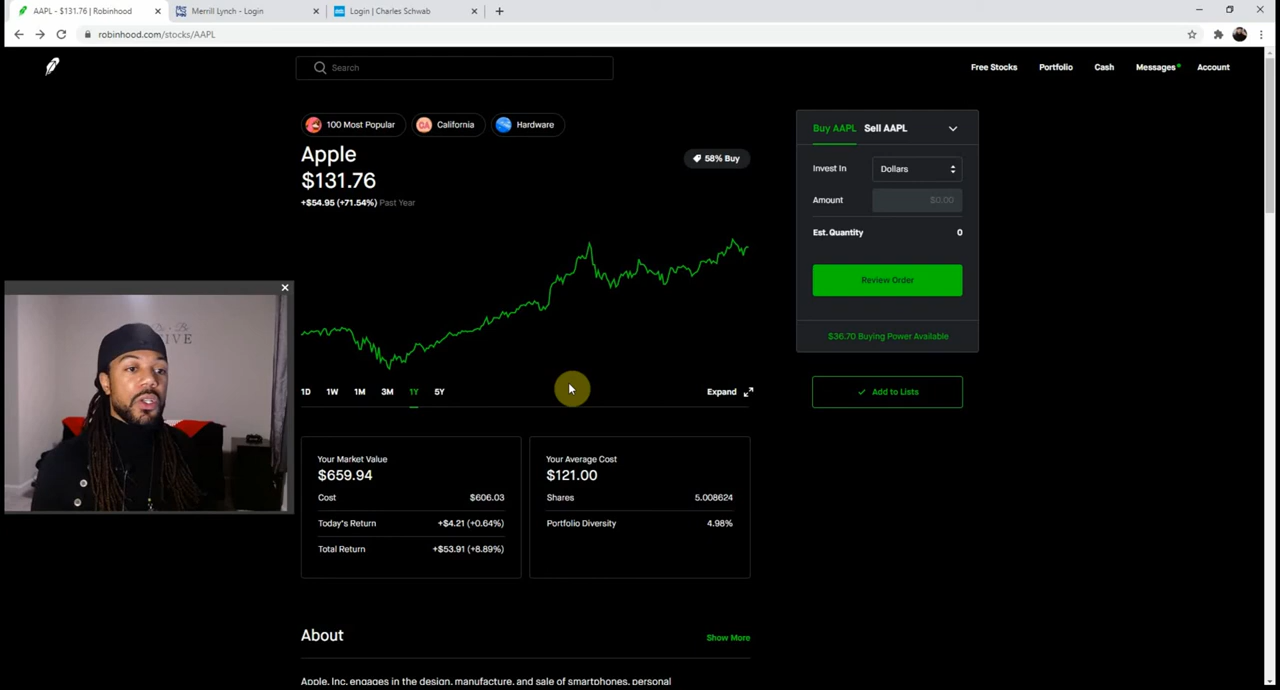 AAPL - $131.76 | Robinhood
Merrill Lynch - Login
Login | Charles Schwab
robinhood.com/stocks/AAPL
Search
Free Stocks Portfolio Cash Messages Account
100 Most Popular California Hardware
Apple
$131.76
+$54.95 (+71.54%) Past Year
58% Buy
Buy AAPL Sell AAPL
Invest In Dollars
Amount $0.00
Est. Quantity 0
Review Order
$36.70 Buying Power Available
Add to Lists
1D 1W 1M 3M 1Y 5Y Expand
Your Market Value
$659.94
Cost $606.03
Today's Return +$4.21 (+0.64%)
Total Return +$53.91 (+8.89%)
Your Average Cost
$121.00
Shares 5.008624
Portfolio Diversity 4.98%
About Show More
Apple, Inc. engages in the design, manufacture, and sale of smartphones, personal